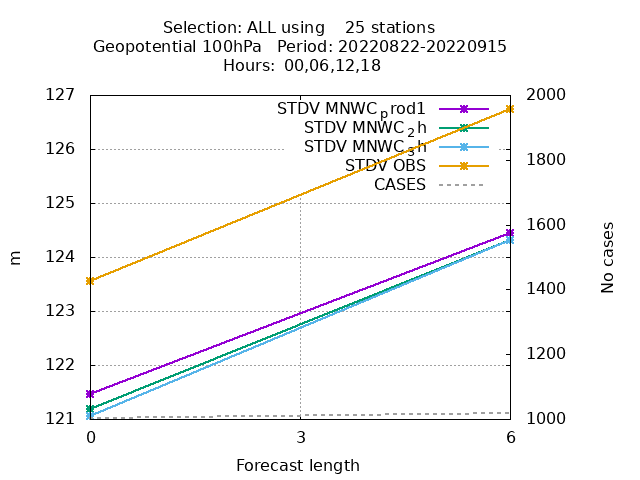 Selection: ALL using    25 stations
Geopotential 100hPa   Period: 20220822-20220915
Hours: 00,06,12,18
127 2000
STDV MNWC_prod1
STDV MNWC_2h
126
STDV MNWC_3h
1800
STDV OBS
CASES
125
1600
124
m
No cases
1400
123
1200
122
121 1000
0 3 6
Forecast length